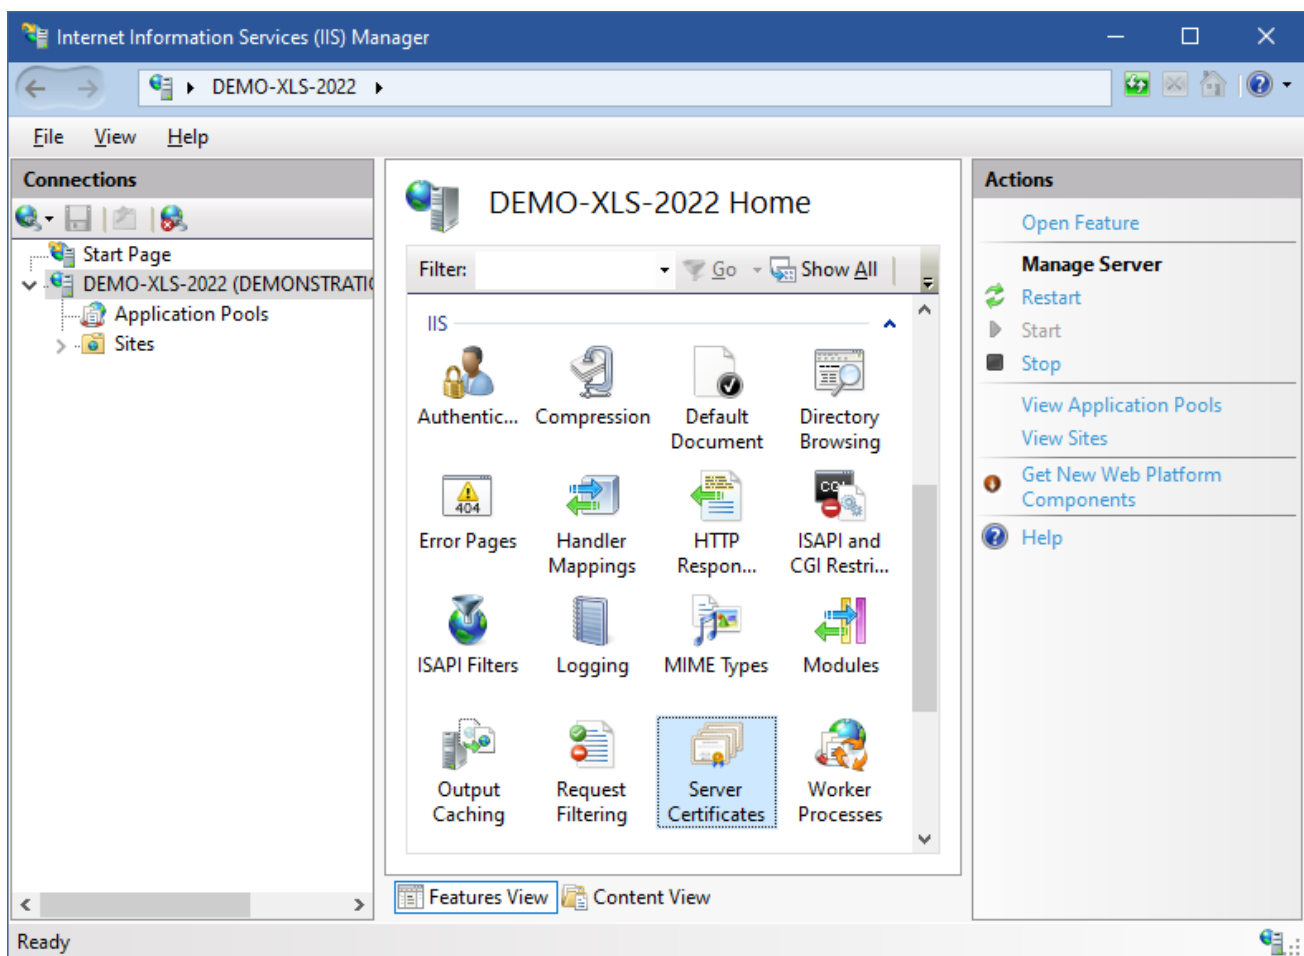 Internet Information Services (IIS) Manager
DEMO-XLS-2022
File View Help
Connections
Start Page
DEMO-XLS-2022 (DEMONSTRATI
Application Pools
Sites
DEMO-XLS-2022 Home
Filter: Go Show All
IIS
Authentic... Compression Default Document Directory Browsing
404
Error Pages Handler Mappings HTTP Respon... CGI ISAPI and CGI Restri...
ISAPI Filters Logging MIME Types Modules
Output Caching Request Filtering Server Certificates Worker Processes
Features View Content View
Actions
Open Feature
Manage Server
Restart
Start
Stop
View Application Pools
View Sites
Get New Web Platform
Components
Help
Ready